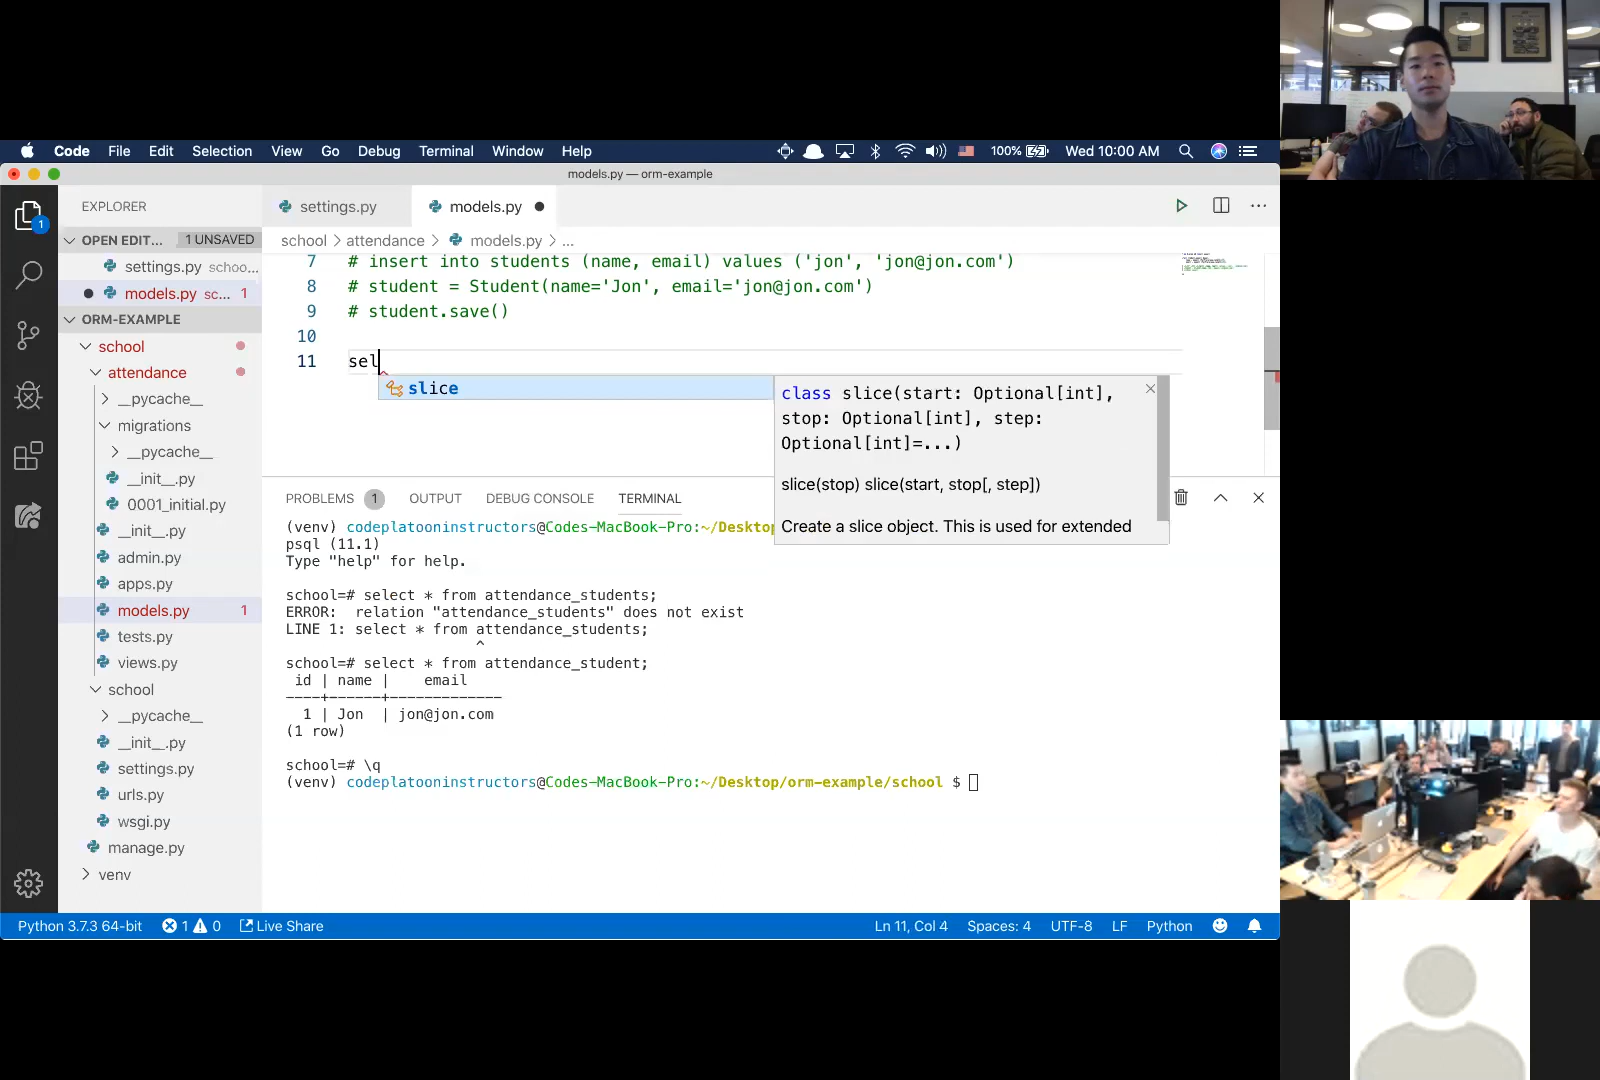 Code File Edit Selection View Go Debug Terminal Window Help 100% Wed 10:00 AM
models.py — orm-example
EXPLORER
OPEN EDIT... 1 UNSAVED
settings.py schoo...
models.py sc... 1
ORM-EXAMPLE
school
attendance
__pycache__
migrations
__pycache__
__init__.py
0001_initial.py
__init__.py
admin.py
apps.py
models.py 1
tests.py
views.py
school
__pycache__
__init__.py
settings.py
urls.py
wsgi.py
manage.py
venv
1
settings.py models.py
school > attendance > models.py > ...
7 # insert into students (name, email) values ('jon', 'jon@jon.com')
8 # student = Student(name='Jon', email='jon@jon.com')
9 # student.save()
10
11 sel
slice
class slice(start: Optional[int],
stop: Optional[int], step:
Optional[int]=...)
slice(stop) slice(start, stop[, step])
Create a slice object. This is used for extended
PROBLEMS 1 OUTPUT DEBUG CONSOLE TERMINAL
(venv) codeplatooninstructors@Codes-MacBook-Pro:~/Desktop
psql (11.1)
Type "help" for help.
school=# select * from attendance_students;
ERROR: relation "attendance_students" does not exist
LINE 1: select * from attendance_students;
^
school=# select * from attendance_student;
id | name | email
----+------+-------------
1 | Jon | jon@jon.com
(1 row)
school=# \q
(venv) codeplatooninstructors@Codes-MacBook-Pro:~/Desktop/orm-example/school $
Python 3.7.3 64-bit 1 0 Live Share Ln 11, Col 4 Spaces: 4 UTF-8 LF Python